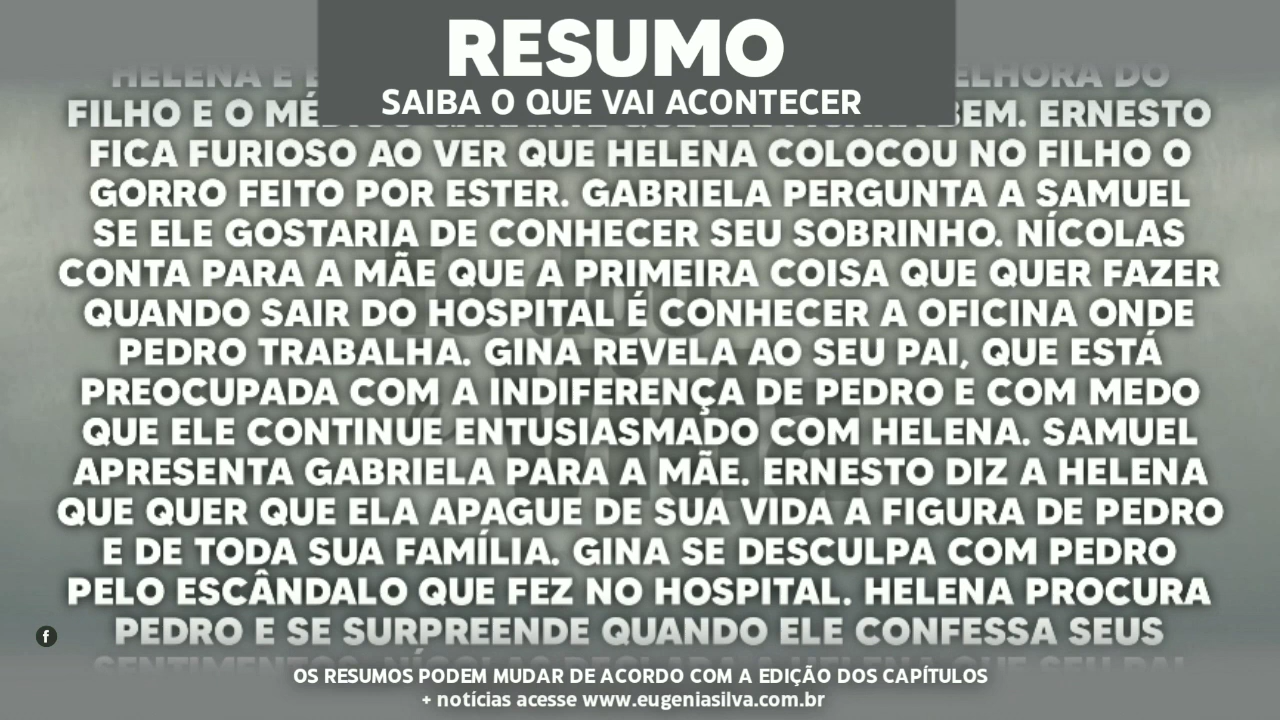 RESUMO
SAIBA O QUE VAI ACONTECER
HELENA E E
FILHO E O MÉ BEM. ERNESTO
FICA FURIOSO AO VER QUE HELENA COLOCOU NO FILHO O
GORRO FEITO POR ESTER. GABRIELA PERGUNTA A SAMUEL
SE ELE GOSTARIA DE CONHECER SEU SOBRINHO. NÍCOLAS
CONTA PARA A MÃE QUE A PRIMEIRA COISA QUE QUER FAZER
QUANDO SAIR DO HOSPITAL É CONHECER A OFICINA ONDE
PEDRO TRABALHA. GINA REVELA AO SEU PAI, QUE ESTÁ
PREOCUPADA COM A INDIFERENÇA DE PEDRO E COM MEDO
QUE ELE CONTINUE ENTUSIASMADO COM HELENA. SAMUEL
APRESENTA GABRIELA PARA A MÃE. ERNESTO DIZ A HELENA
QUE QUER QUE ELA APAGUE DE SUA VIDA A FIGURA DE PEDRO
E DE TODA SUA FAMÍLIA. GINA SE DESCULPA COM PEDRO
PELO ESCÂNDALO QUE FEZ NO HOSPITAL. HELENA PROCURA
PEDRO E SE SURPREENDE QUANDO ELE CONFESSA SEUS
OS RESUMOS PODEM MUDAR DE ACORDO COM A EDIÇÃO DOS CAPÍTULOS
+ notícias acesse www.eugeniasilva.com.br